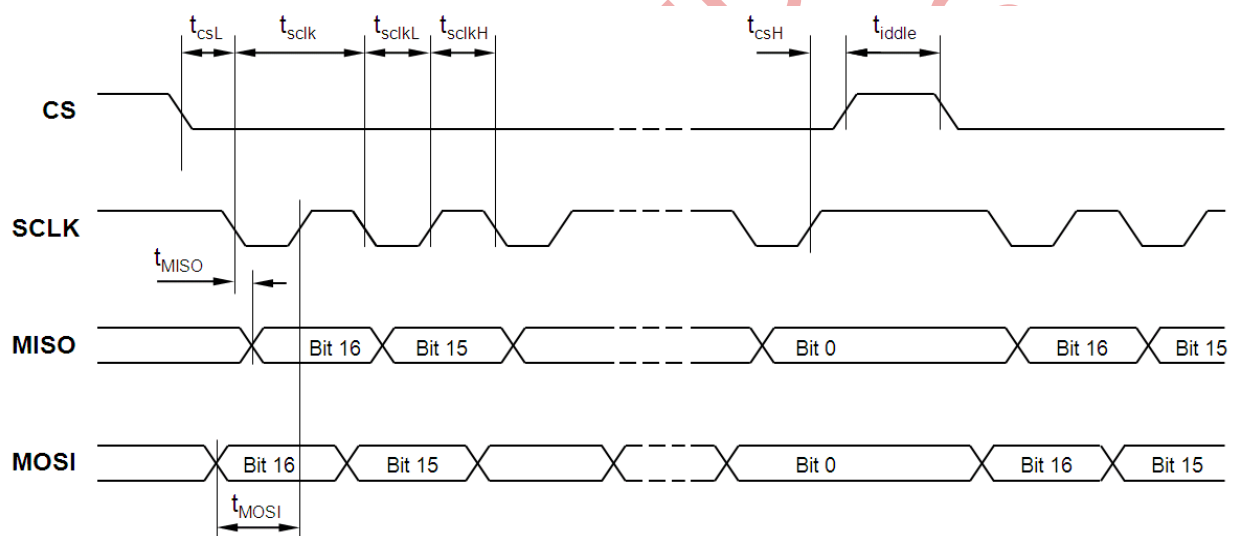 tcsL tsclk tsclkL tsclkH tcsH tiddle
CS
SCLK
tMISO
MISO Bit 16 Bit 15 Bit 0 Bit 16 Bit 15
MOSI Bit 16 Bit 15 Bit 0 Bit 16 Bit 15
tMOSI